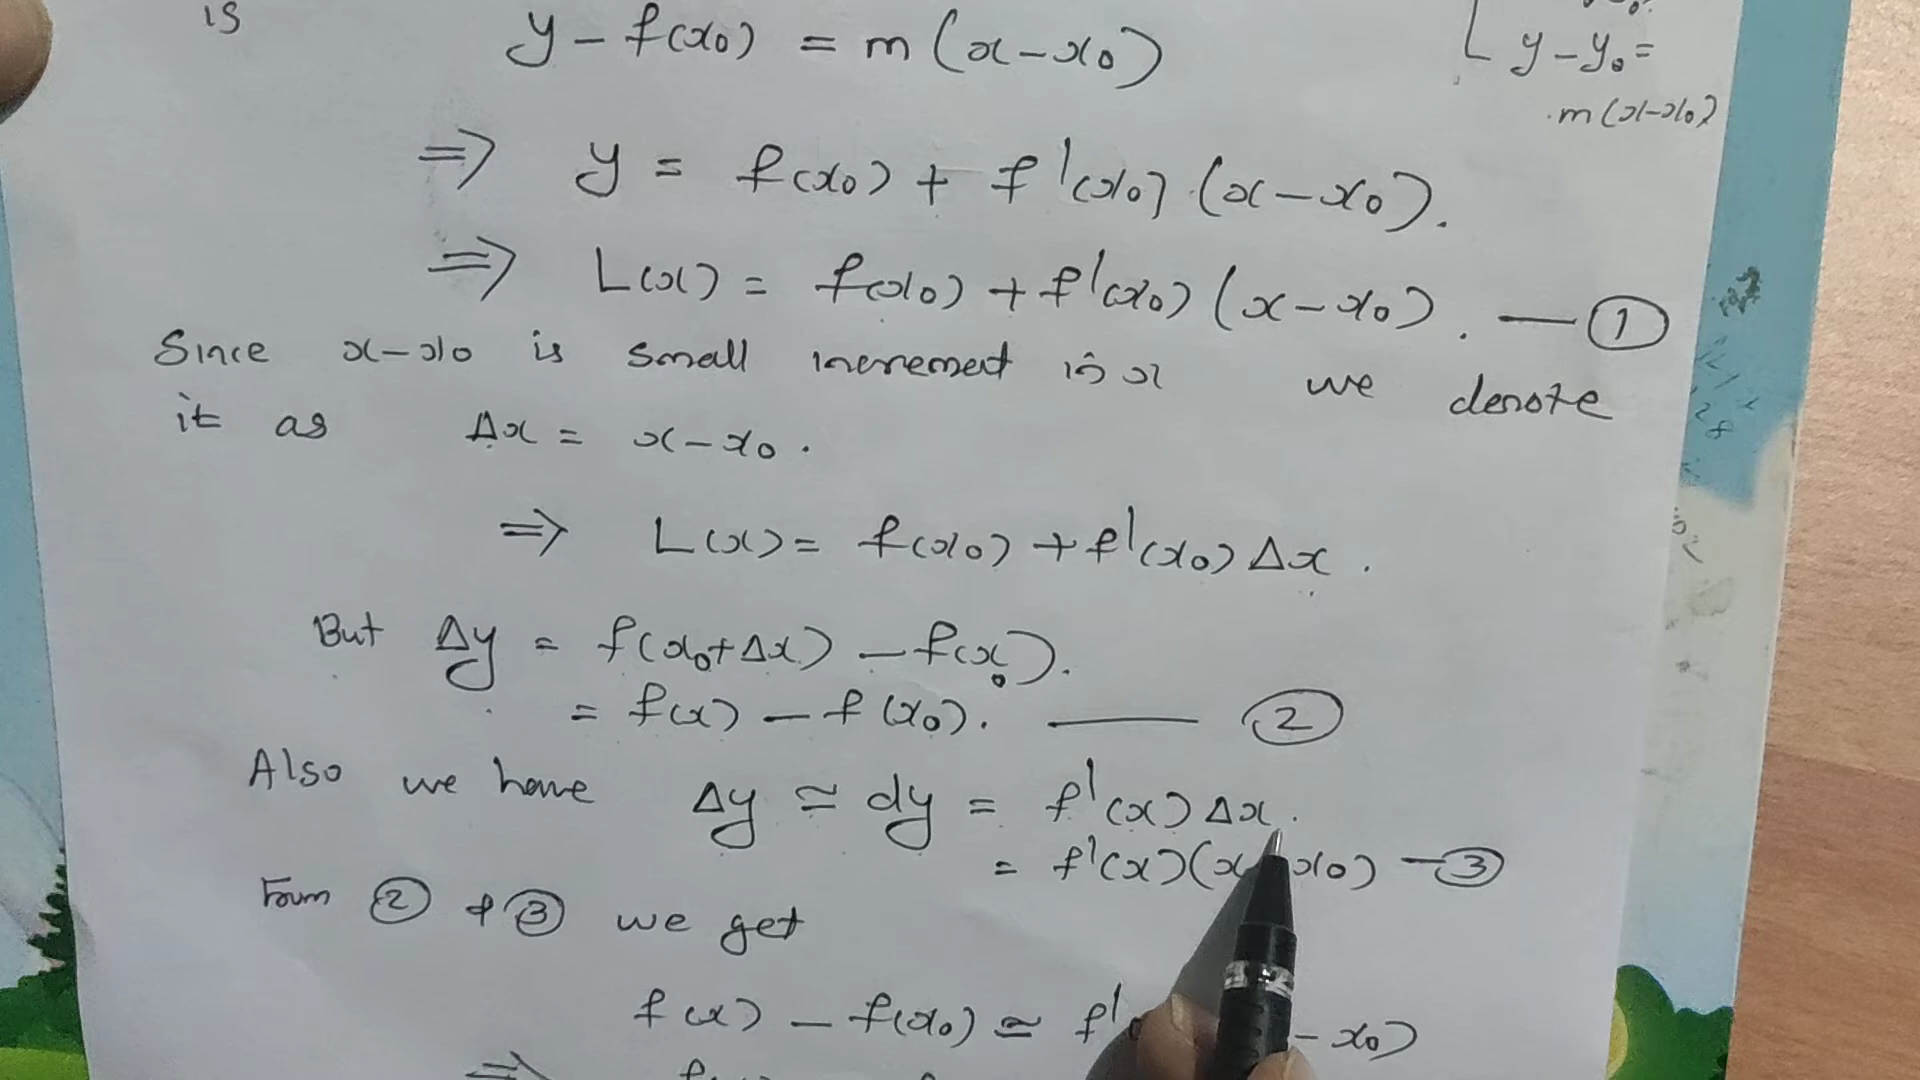 is
y - f(x₀) = m(x-x₀)
y-y₀=
m(x-x₀)
⇒ y = f(x₀) + f'(x₀) (x-x₀).
⇒ L(x) = f(x₀) + f'(x₀) (x-x₀). — ①
Since x-x₀ is small increment in x we denote
it as Δx = x-x₀.
⇒ L(x) = f(x₀) + f'(x₀) Δx.
But Δy = f(x₀+Δx) - f(x₀).
= f(x) - f(x₀). — ②
Also we have Δy ≃ dy = f'(x) Δx.
= f'(x)(x x₀) — ③
From ② & ③ we get
f(x) - f(x₀) ≃ f' - x₀)
⇒